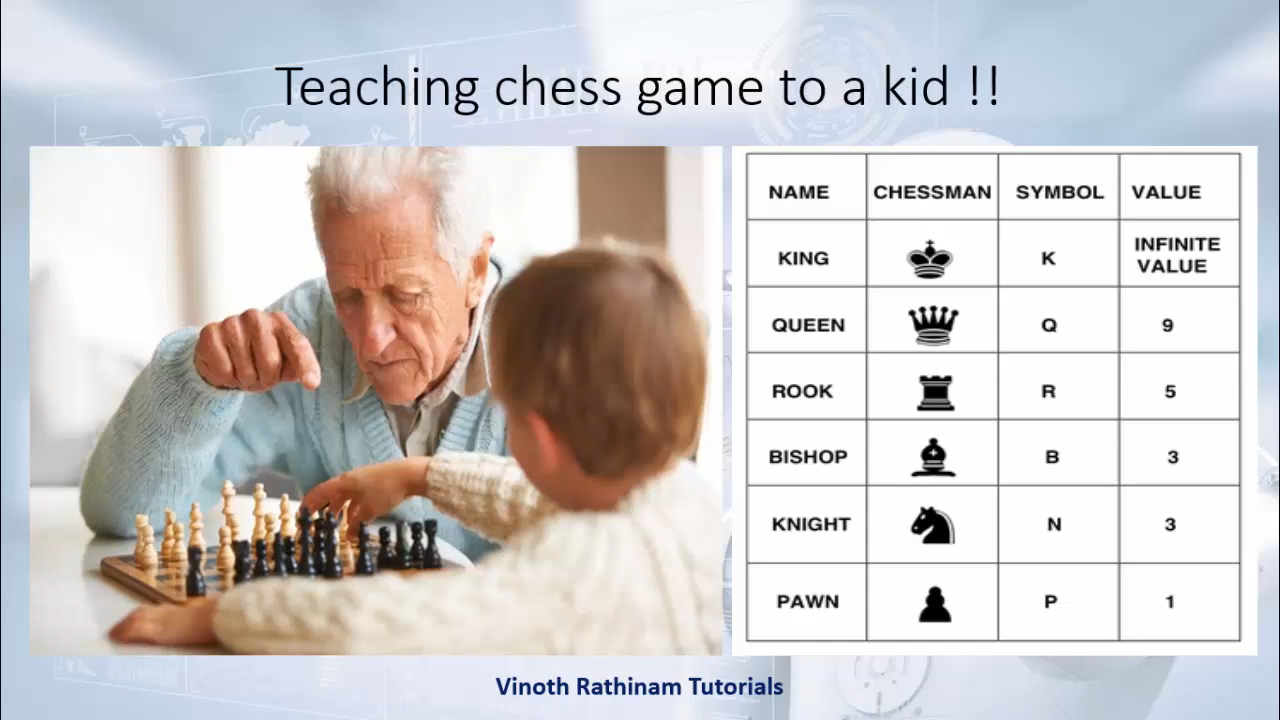 Teaching chess game to a kid !!
NAME CHESSMAN SYMBOL VALUE
KING K INFINITE VALUE
QUEEN Q 9
ROOK R 5
BISHOP B 3
KNIGHT N 3
PAWN P 1
Vinoth Rathinam Tutorials